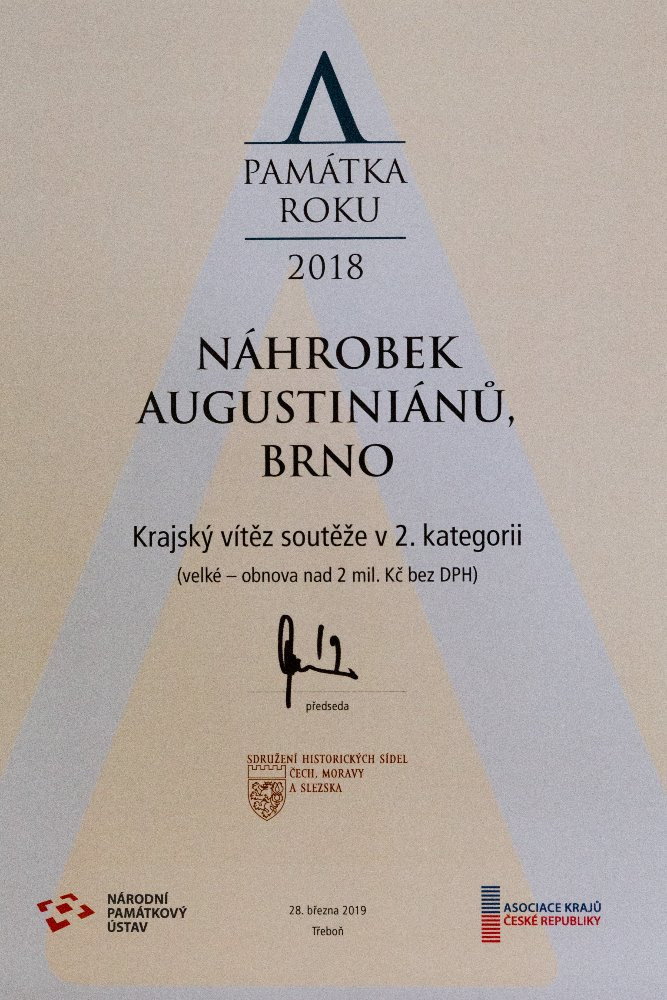 PAMÁTKA
ROKU
2018
NÁHROBEK
AUGUSTINIÁNŮ,
BRNO
Krajský vítěz soutěže v 2. kategorii
(velké – obnova nad 2 mil. Kč bez DPH)
předseda
SDRUŽENÍ HISTORICKÝCH SÍDEL
ČECH, MORAVY
A SLEZSKA
NÁRODNÍ
PAMÁTKOVÝ
ÚSTAV
28. března 2019
Třeboň
ASOCIACE KRAJŮ
ČESKÉ REPUBLIKY